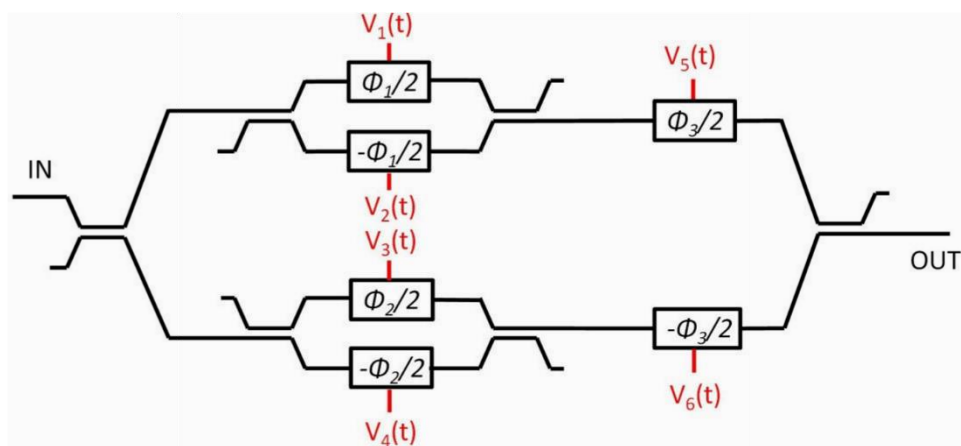 V₁(t)
V₅(t)
Φ₁/2
Φ₃/2
-Φ₁/2
IN
V₂(t)
V₃(t)
OUT
Φ₂/2
-Φ₃/2
-Φ₂/2
V₆(t)
V₄(t)